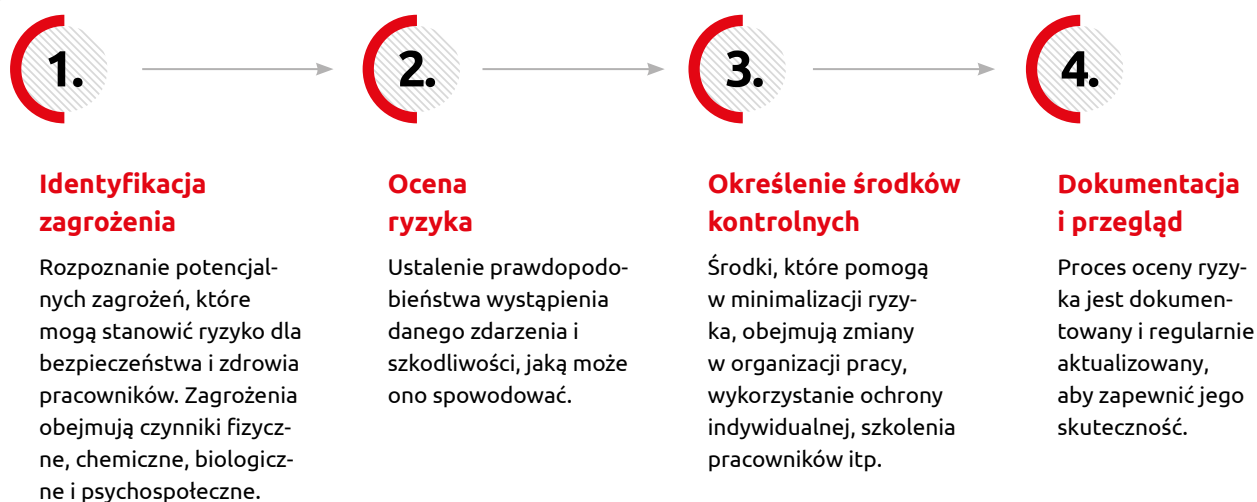 1.
Identyfikacja
zagrożenia
Rozpoznanie potencjal-
nych zagrożeń, które
mogą stanowić ryzyko dla
bezpieczeństwa i zdrowia
pracowników. Zagrożenia
obejmują czynniki fizycz-
ne, chemiczne, biologicz-
ne i psychospołeczne.
2.
Ocena
ryzyka
Ustalenie prawdopodo-
bieństwa wystąpienia
danego zdarzenia i
szkodliwości, jaką może
ono spowodować.
3.
Określenie środków
kontrolnych
Środki, które pomogą
w minimalizacji ryzy-
ka, obejmują zmiany
w organizacji pracy,
wykorzystanie ochrony
indywidualnej, szkolenia
pracowników itp.
4.
Dokumentacja
i przegląd
Proces oceny ryzy-
ka jest dokumen-
towany i regularnie
aktualizowany,
aby zapewnić jego
skuteczność.